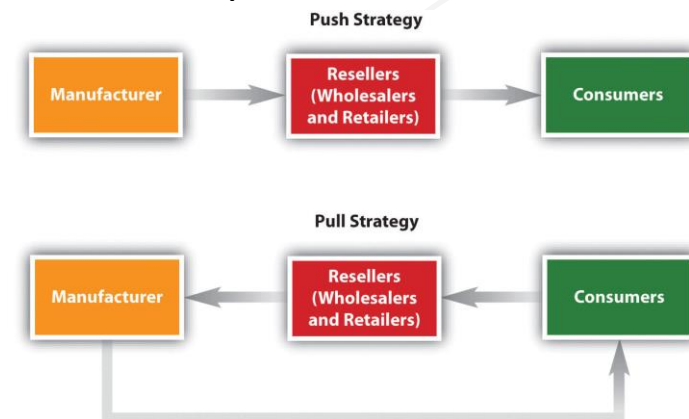 Push Strategy
Manufacturer
Resellers
(Wholesalers
and Retailers)
Consumers
Pull Strategy
Manufacturer
Resellers
(Wholesalers
and Retailers)
Consumers